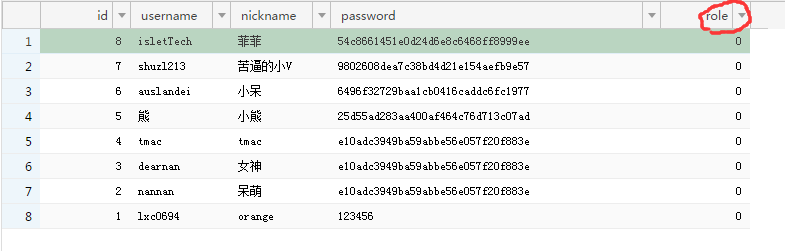 id username nickname password role
1 8 isletTech 菲菲 54c8661451e0d24d6e8c6468ff8999ee 0
2 7 shuzl213 苦逼的小V 9802608dea7c38bd4d21e154aefb9e57 0
3 6 auslandei 小呆 6496f32729baa1cb0416caddc6fc1977 0
4 5 熊 小熊 25d55ad283aa400af464c76d713c07ad 0
5 4 tmac tmac e10adc3949ba59abbe56e057f20f883e 0
6 3 dearnan 女神 e10adc3949ba59abbe56e057f20f883e 0
7 2 nannan 呆萌 e10adc3949ba59abbe56e057f20f883e 0
8 1 lxc0694 orange 123456 0